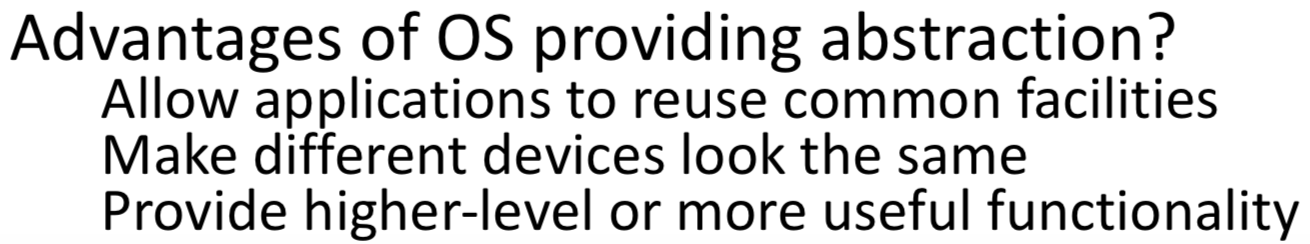 Advantages of OS providing abstraction?
Allow applications to reuse common facilities
Make different devices look the same
Provide higher-level or more useful functionality